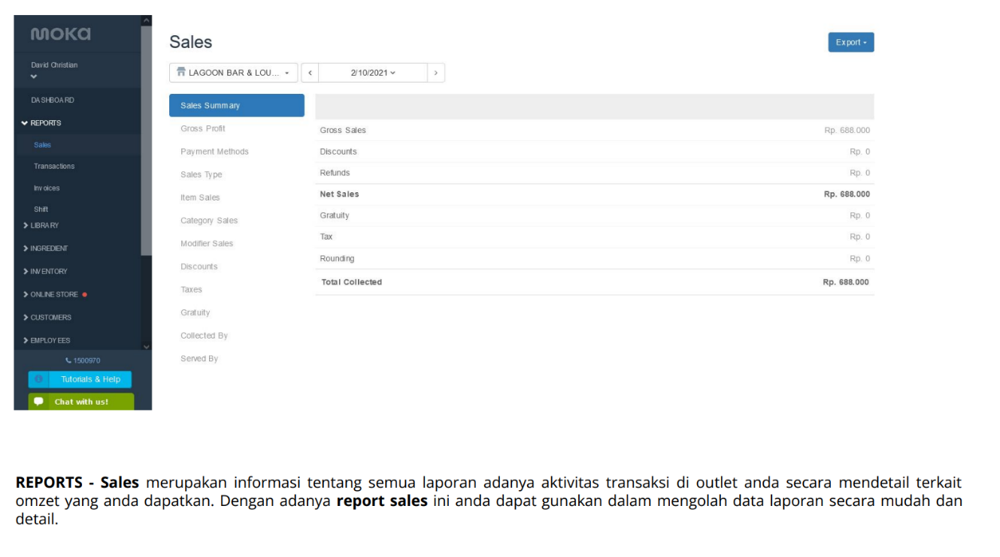 MOKA
David Christian
DASHBOARD
REPORTS
Sales
Transactions
Invoices
Shift
LIBRARY
INGREDIENT
INVENTORY
ONLINE STORE
CUSTOMERS
EMPLOYEES
1500970
Tutorials & Help
Chat with us!
Sales
Export
LAGOON BAR & LOU...
2/10/2021
Sales Summary
Gross Profit
Payment Methods
Sales Type
Item Sales
Category Sales
Modifier Sales
Discounts
Taxes
Gratuity
Collected By
Served By
Gross Sales Rp. 688.000
Discounts Rp. 0
Refunds Rp. 0
Net Sales Rp. 688.000
Gratuity Rp. 0
Tax Rp. 0
Rounding Rp. 0
Total Collected Rp. 688.000
REPORTS - Sales merupakan informasi tentang semua laporan adanya aktivitas transaksi di outlet anda secara mendetail terkait
omzet yang anda dapatkan. Dengan adanya report sales ini anda dapat gunakan dalam mengolah data laporan secara mudah dan
detail.